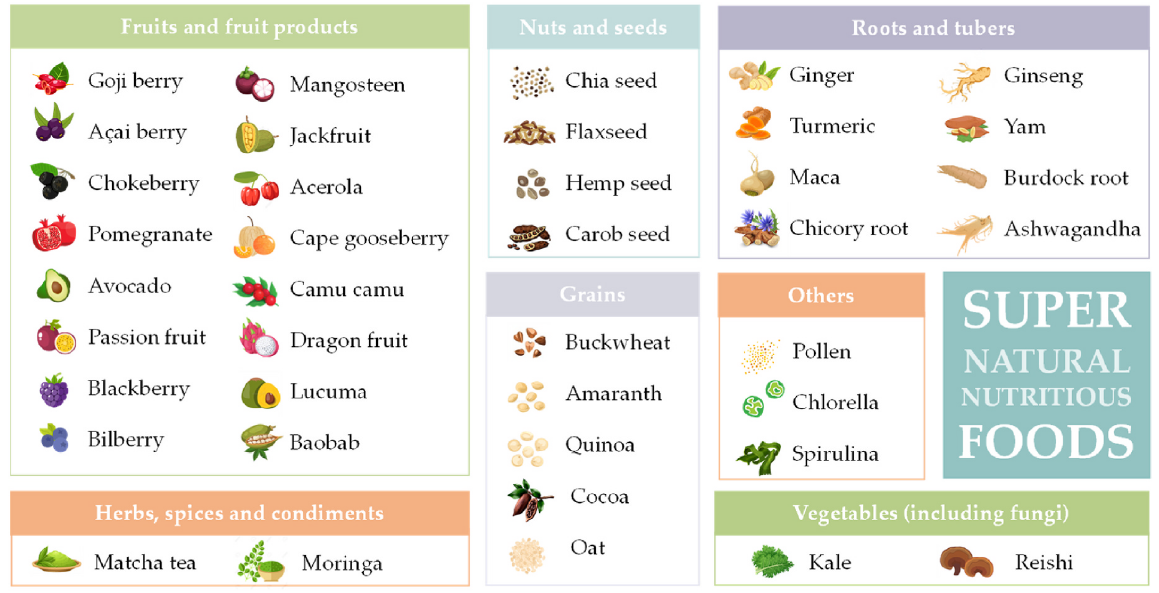 Fruits and fruit products
Goji berry
Açai berry
Chokeberry
Pomegranate
Avocado
Passion fruit
Blackberry
Bilberry
Mangosteen
Jackfruit
Acerola
Cape gooseberry
Camu camu
Dragon fruit
Lucuma
Baobab
Nuts and seeds
Chia seed
Flaxseed
Hemp seed
Carob seed
Roots and tubers
Ginger
Turmeric
Maca
Chicory root
Ginseng
Yam
Burdock root
Ashwagandha
Grains
Buckwheat
Amaranth
Quinoa
Cocoa
Oat
Others
Pollen
Chlorella
Spirulina
SUPER
NATURAL
NUTRITIOUS
FOODS
Herbs, spices and condiments
Matcha tea
Moringa
Vegetables (including fungi)
Kale
Reishi